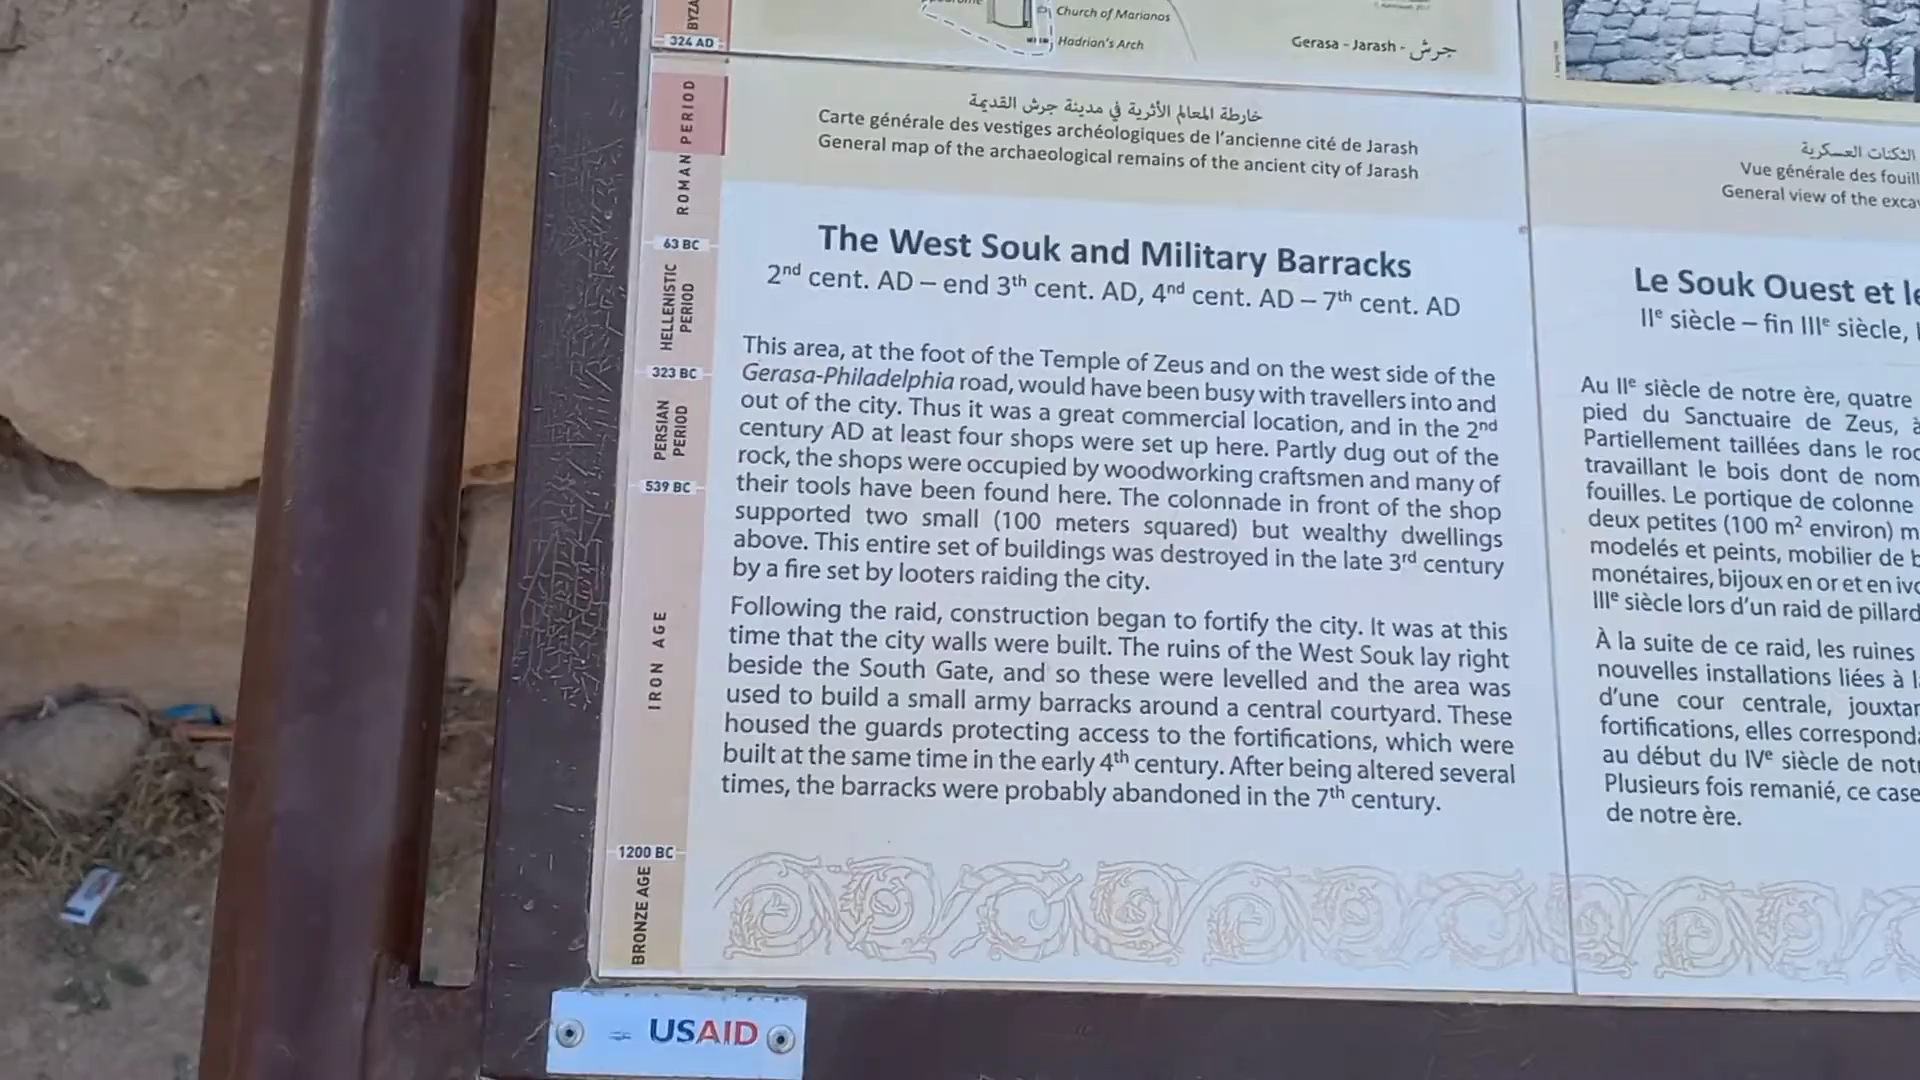 Church of Marianos
Hadrian's Arch
Gerasa - Jarash - جرش
خارطة المعالم الأثرية في مدينة جرش القديمة
Carte générale des vestiges archéologiques de l'ancienne cité de Jarash
General map of the archaeological remains of the ancient city of Jarash
324 AD
ROMAN PERIOD
63 BC
HELLENISTIC
PERIOD
323 BC
PERSIAN
PERIOD
539 BC
IRON AGE
1200 BC
BRONZE AGE
The West Souk and Military Barracks
2nd cent. AD – end 3th cent. AD, 4nd cent. AD – 7th cent. AD
This area, at the foot of the Temple of Zeus and on the west side of the
Gerasa-Philadelphia road, would have been busy with travellers into and
out of the city. Thus it was a great commercial location, and in the 2nd
century AD at least four shops were set up here. Partly dug out of the
rock, the shops were occupied by woodworking craftsmen and many of
their tools have been found here. The colonnade in front of the shop
supported two small (100 meters squared) but wealthy dwellings
above. This entire set of buildings was destroyed in the late 3rd century
by a fire set by looters raiding the city.
Following the raid, construction began to fortify the city. It was at this
time that the city walls were built. The ruins of the West Souk lay right
beside the South Gate, and so these were levelled and the area was
used to build a small army barracks around a central courtyard. These
housed the guards protecting access to the fortifications, which were
built at the same time in the early 4th century. After being altered several
times, the barracks were probably abandoned in the 7th century.
الثكنات العسكرية
Vue générale des
General view of the
Le Souk Ouest et
IIe siècle – fin IIIe siècle,
Au IIe siècle de notre ère, quatre
pied du Sanctuaire de Zeus, à
Partiellement taillées dans le
travaillant le bois dont de
fouilles. Le portique de colonne
deux petites (100 m2 environ)
modelés et peints, mobilier de
monétaires, bijoux en or et en
IIIe siècle lors d'un raid de
À la suite de ce raid, les ruines
nouvelles installations liées à
d'une cour centrale,
fortifications, elles
au début du IVe siècle de
Plusieurs fois remanié, ce
de notre ère.
USAID